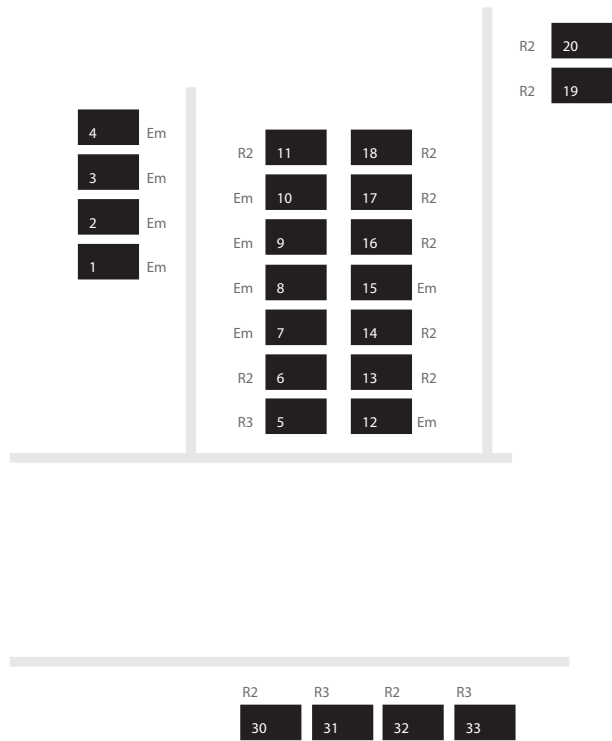 R2 20
R2 19
4 Em
3 Em
2 Em
1 Em
R2 11 18 R2
Em 10 17 R2
Em 9 16 R2
Em 8 15 Em
Em 7 14 R2
R2 6 13 R2
R3 5 12 Em
R2 R3 R2 R3
30 31 32 33